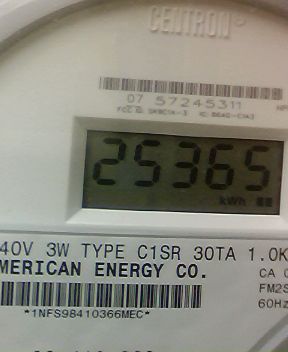 CENTRON
07 57245311
25365
kWh
40V 3W TYPE C1SR 30TA 1.0K
MERICAN ENERGY CO.
CA
FM2S
60Hz
*1NFS98410366MEC*